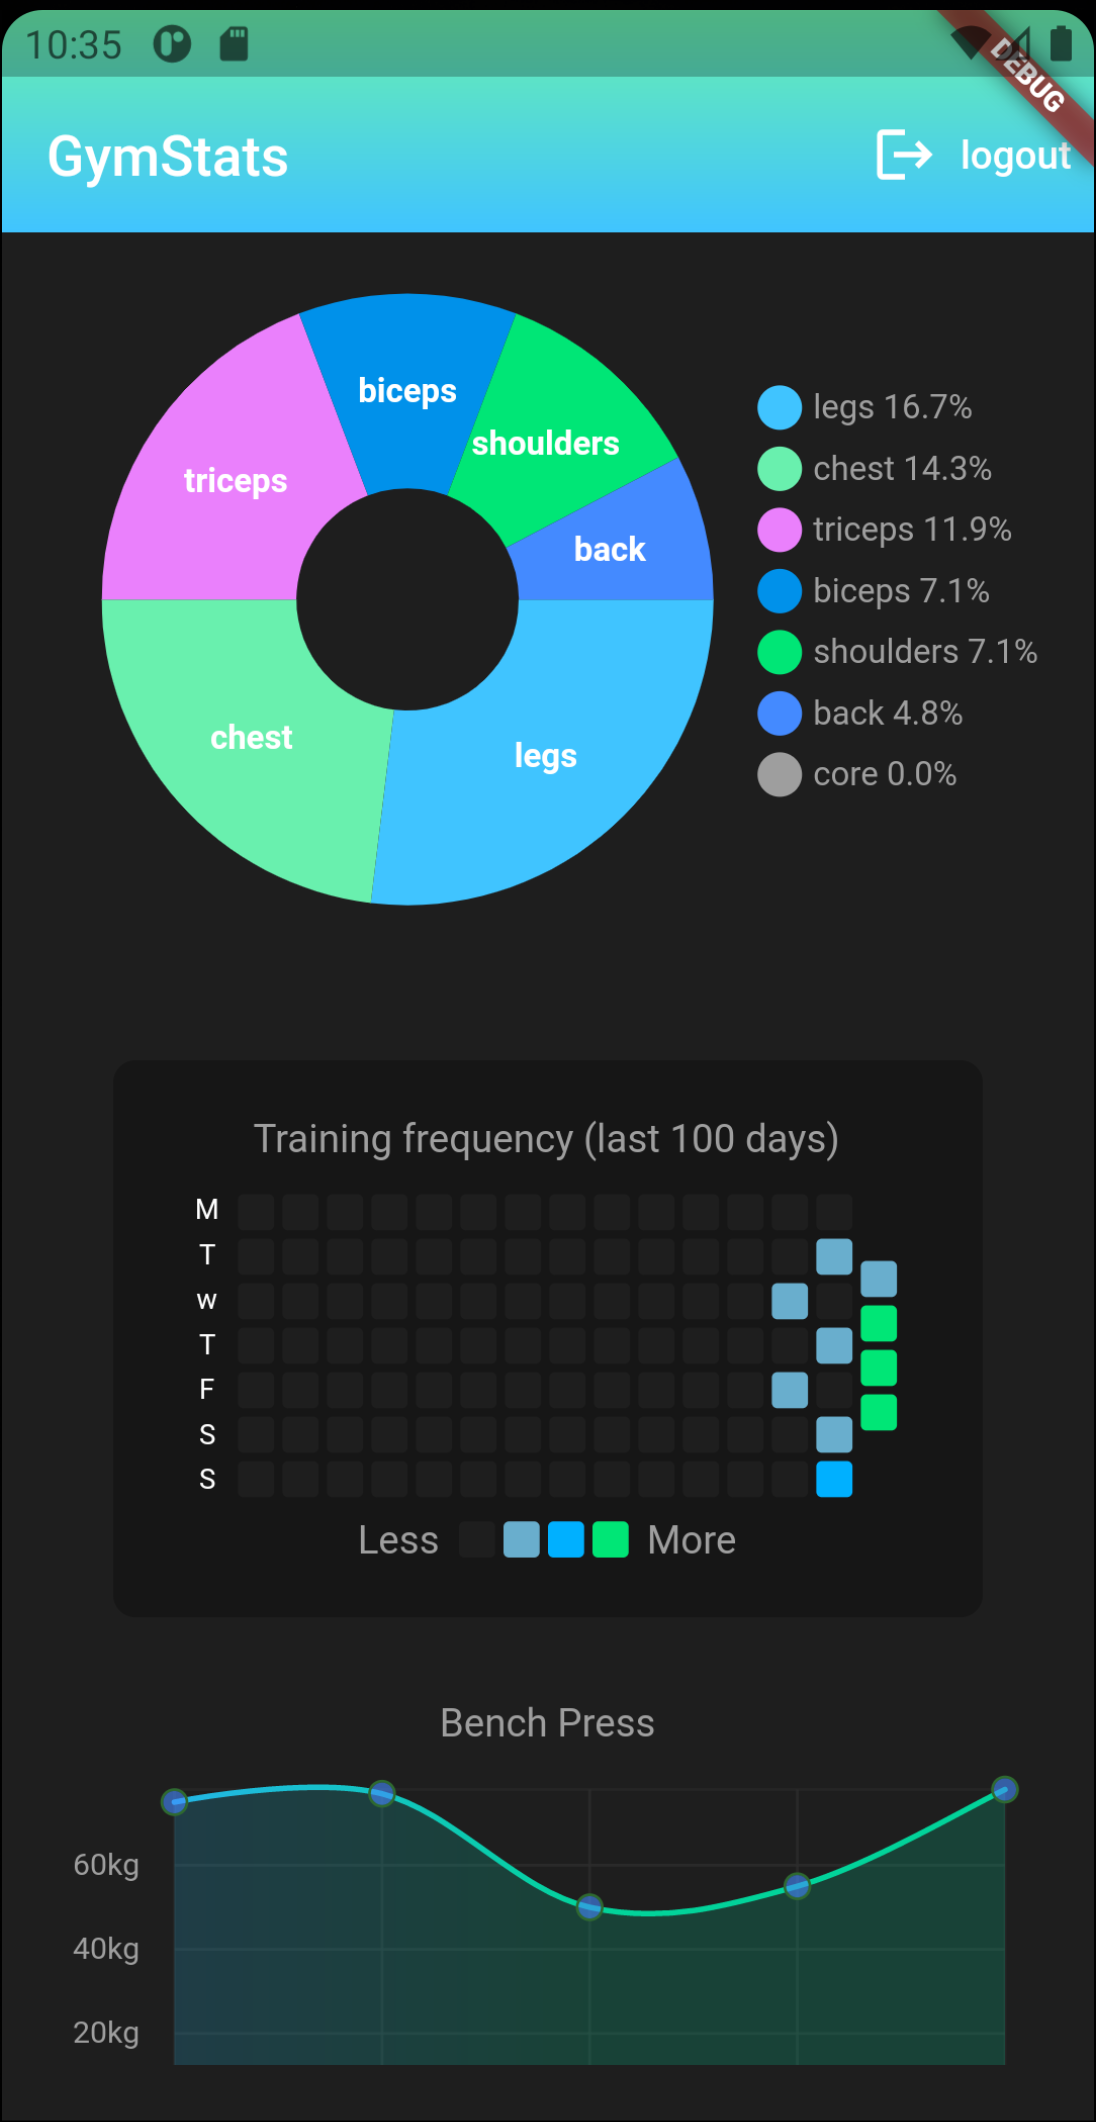 10:35
DEBUG
GymStats
logout
biceps
shoulders
triceps
back
chest
legs
legs 16.7%
chest 14.3%
triceps 11.9%
biceps 7.1%
shoulders 7.1%
back 4.8%
core 0.0%
Training frequency (last 100 days)
M
T
w
T
F
S
S
Less More
Bench Press
60kg
40kg
20kg